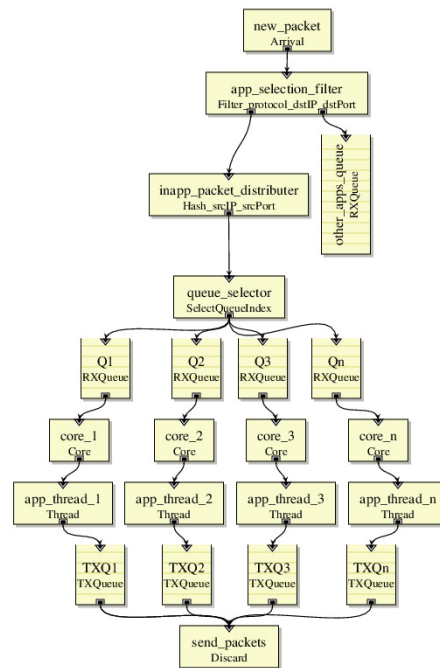 new_packet
Arrival
app_selection_filter
Filter_protocol_dstIP_dstPort
other_apps_queue
RXQueue
inapp_packet_distributer
Hash_srcIP_srcPort
queue_selector
SelectQueueIndex
Q1
RXQueue
Q2
RXQueue
Q3
RXQueue
Qn
RXQueue
core_1
Core
core_2
Core
core_3
Core
core_n
Core
app_thread_1
Thread
app_thread_2
Thread
app_thread_3
Thread
app_thread_n
Thread
TXQ1
TXQueue
TXQ2
TXQueue
TXQ3
TXQueue
TXQn
TXQueue
send_packets
Discard